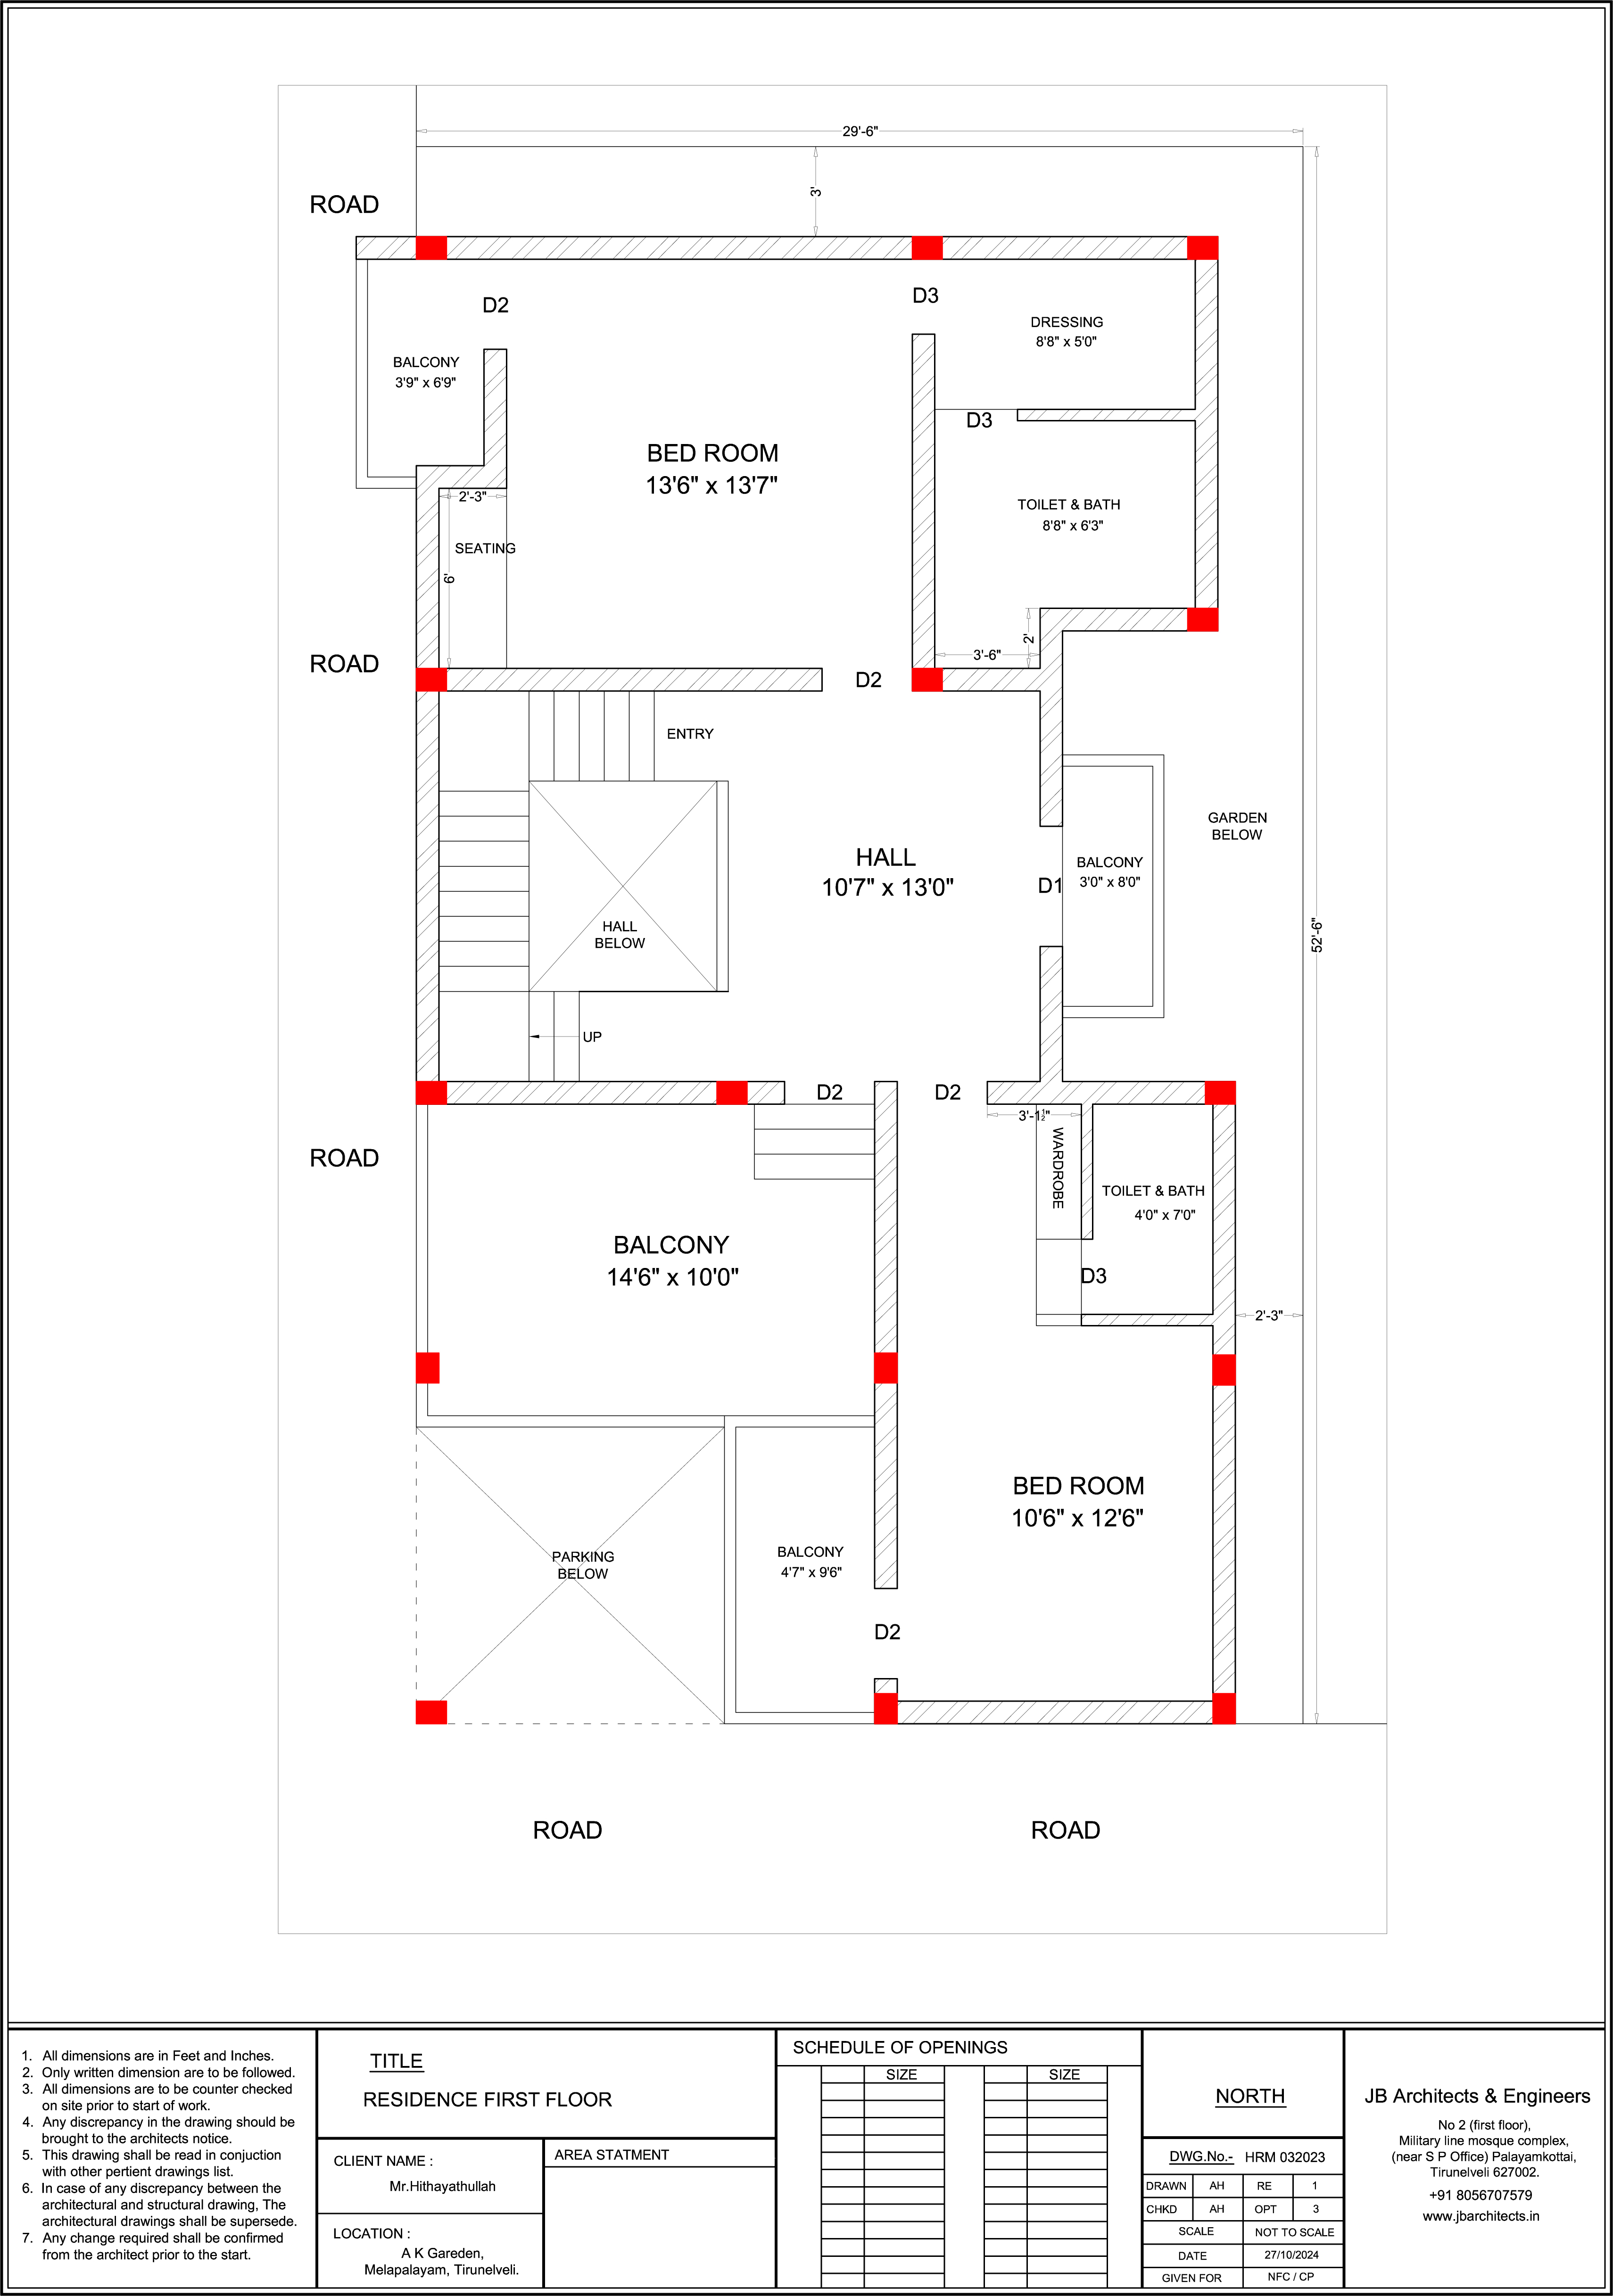 29'-6"
3'
ROAD
D2
D3
DRESSING
8'8" x 5'0"
BALCONY
3'9" x 6'9"
D3
BED ROOM
13'6" x 13'7"
2'-3"
TOILET & BATH
8'8" x 6'3"
SEATING
6'
2'
3'-6"
ROAD
D2
ENTRY
GARDEN
BELOW
HALL
10'7" x 13'0"
BALCONY
3'0" x 8'0"
D1
HALL
BELOW
52'-6"
UP
D2
D2
3'-1½"
WARDROBE
ROAD
TOILET & BATH
4'0" x 7'0"
BALCONY
14'6" x 10'0"
D3
2'-3"
BED ROOM
10'6" x 12'6"
PARKING
BELOW
BALCONY
4'7" x 9'6"
D2
ROAD
ROAD
1. All dimensions are in Feet and Inches.
2. Only written dimension are to be followed.
3. All dimensions are to be counter checked
on site prior to start of work.
4. Any discrepancy in the drawing should be
brought to the architects notice.
5. This drawing shall be read in conjuction
with other pertient drawings list.
6. In case of any discrepancy between the
architectural and structural drawing, The
architectural drawings shall be supersede.
7. Any change required shall be confirmed
from the architect prior to the start.
TITLE
RESIDENCE FIRST FLOOR
CLIENT NAME :
Mr.Hithayathullah
LOCATION :
A K Gareden,
Melapalayam, Tirunelveli.
AREA STATMENT
SCHEDULE OF OPENINGS
SIZE SIZE
NORTH
DWG.No.- HRM 032023
DRAWN AH RE 1
CHKD AH OPT 3
SCALE NOT TO SCALE
DATE 27/10/2024
GIVEN FOR NFC / CP
JB Architects & Engineers
No 2 (first floor),
Military line mosque complex,
(near S P Office) Palayamkottai,
Tirunelveli 627002.
+91 8056707579
www.jbarchitects.in